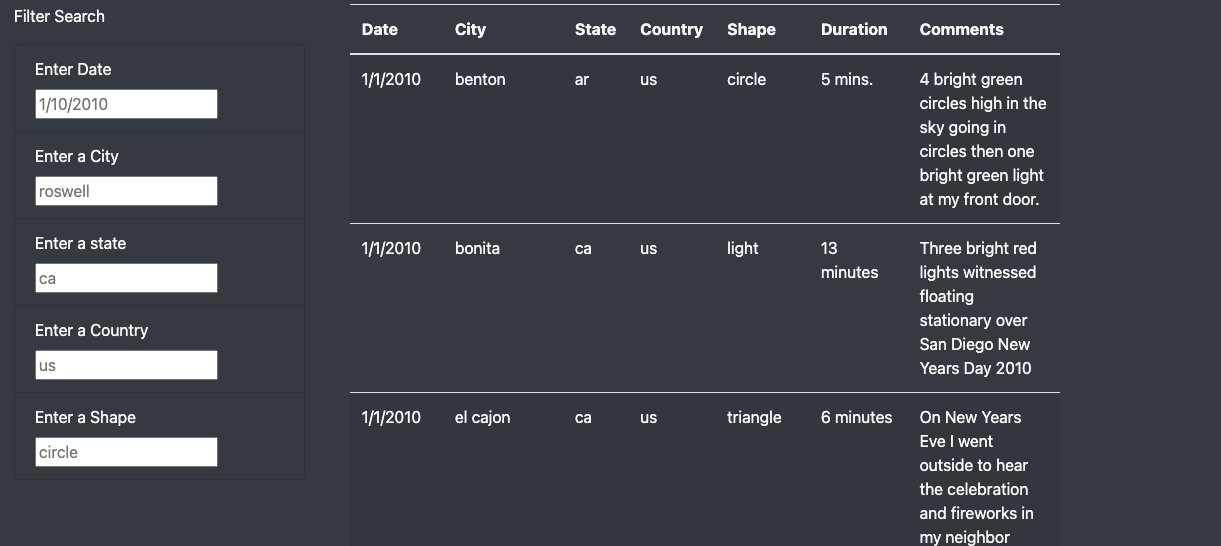 Filter Search
Enter Date
1/10/2010
Enter a City
roswell
Enter a state
ca
Enter a Country
us
Enter a Shape
circle
Date City State Country Shape Duration Comments
1/1/2010 benton ar us circle 5 mins. 4 bright green
circles high in the
sky going in
circles then one
bright green light
at my front door.
1/1/2010 bonita ca us light 13 Three bright red
minutes lights witnessed
floating
stationary over
San Diego New
Years Day 2010
1/1/2010 el cajon ca us triangle 6 minutes On New Years
Eve I went
outside to hear
the celebration
and fireworks in
my neighbor